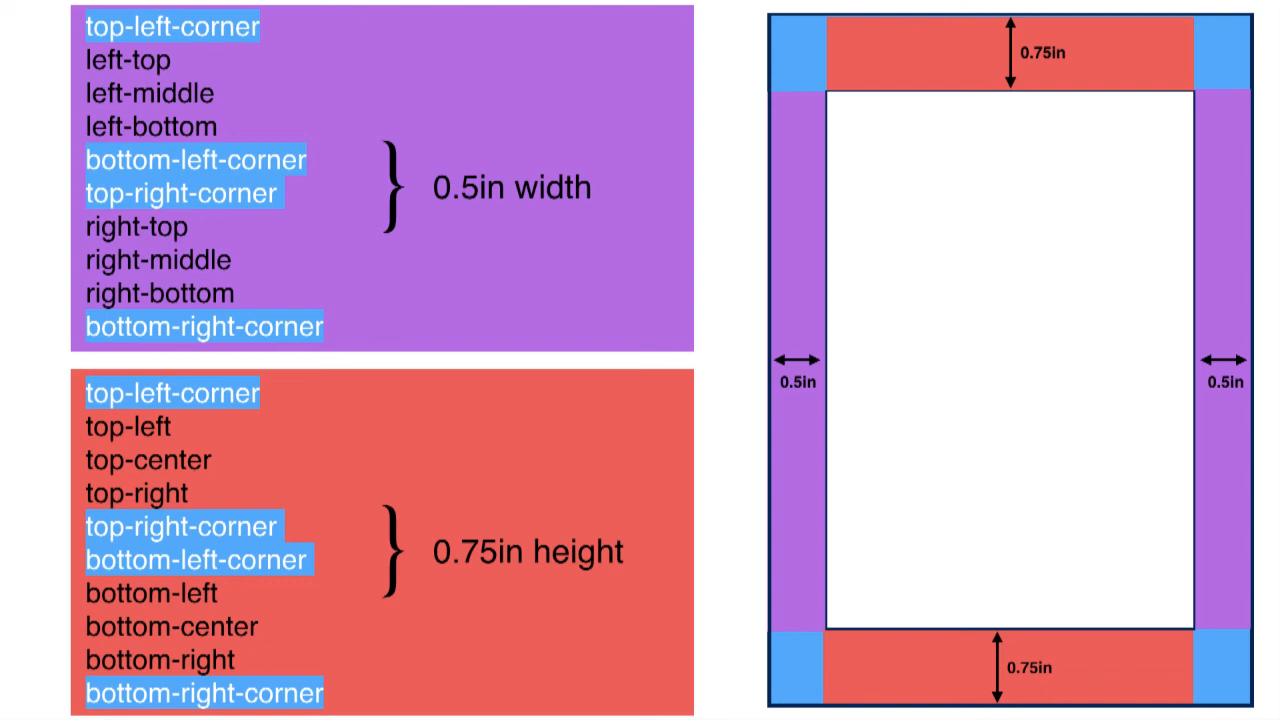 top-left-corner
left-top
left-middle
left-bottom
bottom-left-corner
top-right-corner
right-top
right-middle
right-bottom
bottom-right-corner
} 0.5in width
top-left-corner
top-left
top-center
top-right
top-right-corner
bottom-left-corner
bottom-left
bottom-center
bottom-right
bottom-right-corner
} 0.75in height
0.75in
0.5in
0.5in
0.75in